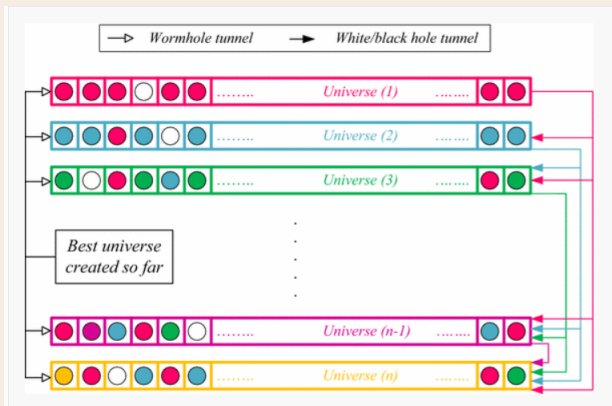 Wormhole tunnel White/black hole tunnel
........ Universe (1) ........
........ Universe (2) ........
........ Universe (3) ........
Best universe
created so far
........ Universe (n-1) ........
........ Universe (n) ........